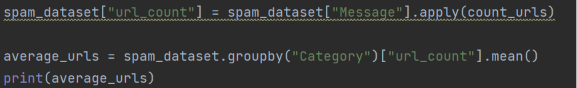 spam_dataset["url_count"] = spam_dataset["Message"].apply(count_urls)
average_urls = spam_dataset.groupby("Category")["url_count"].mean()
print(average_urls)